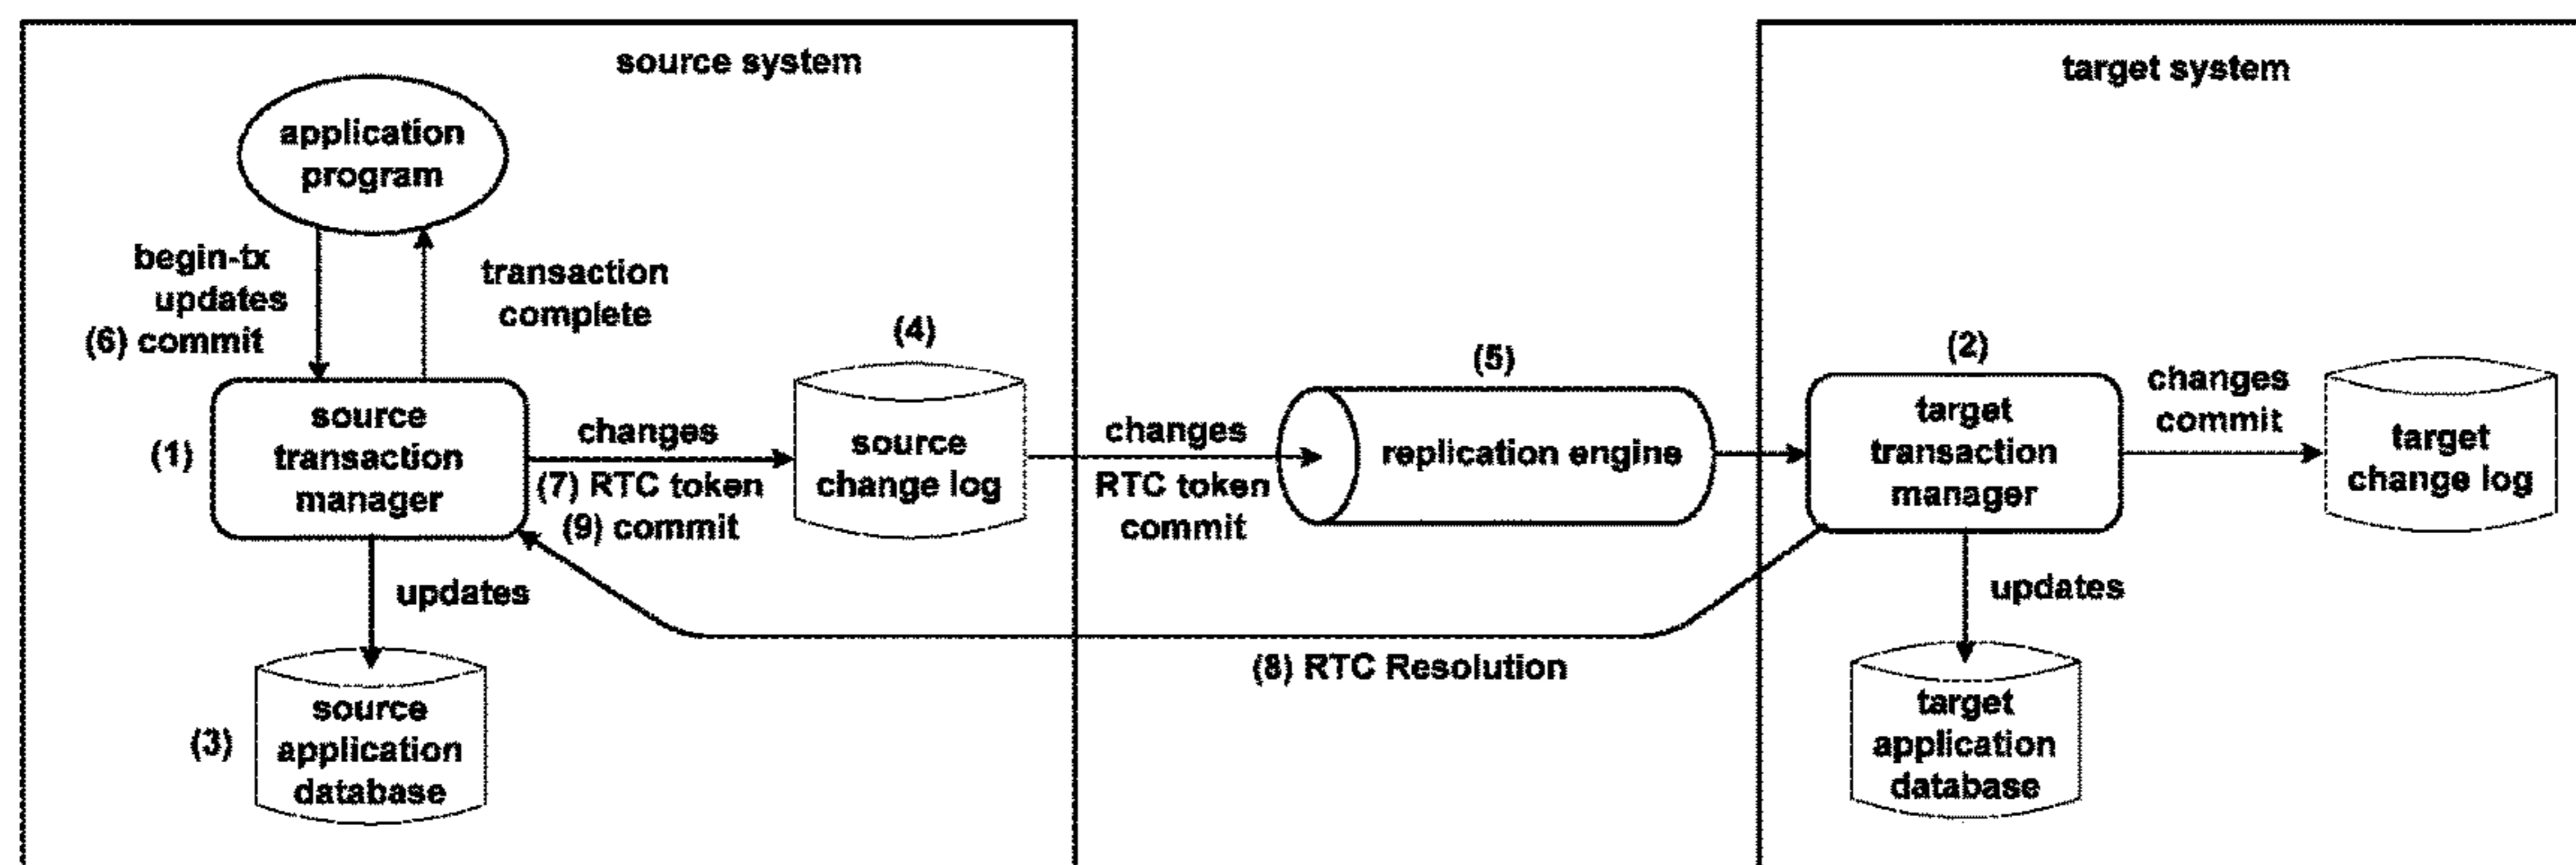 source system
target system
application
program
begin-tx
updates
(6) commit
transaction
complete
(4)
(5)
(2)
(1)
source
transaction
manager
changes
(7) RTC token
(9) commit
source
change log
changes
RTC token
commit
replication engine
target
transaction
manager
changes
commit
target
change log
updates
updates
(8) RTC Resolution
(3)
source
application
database
target
application
database